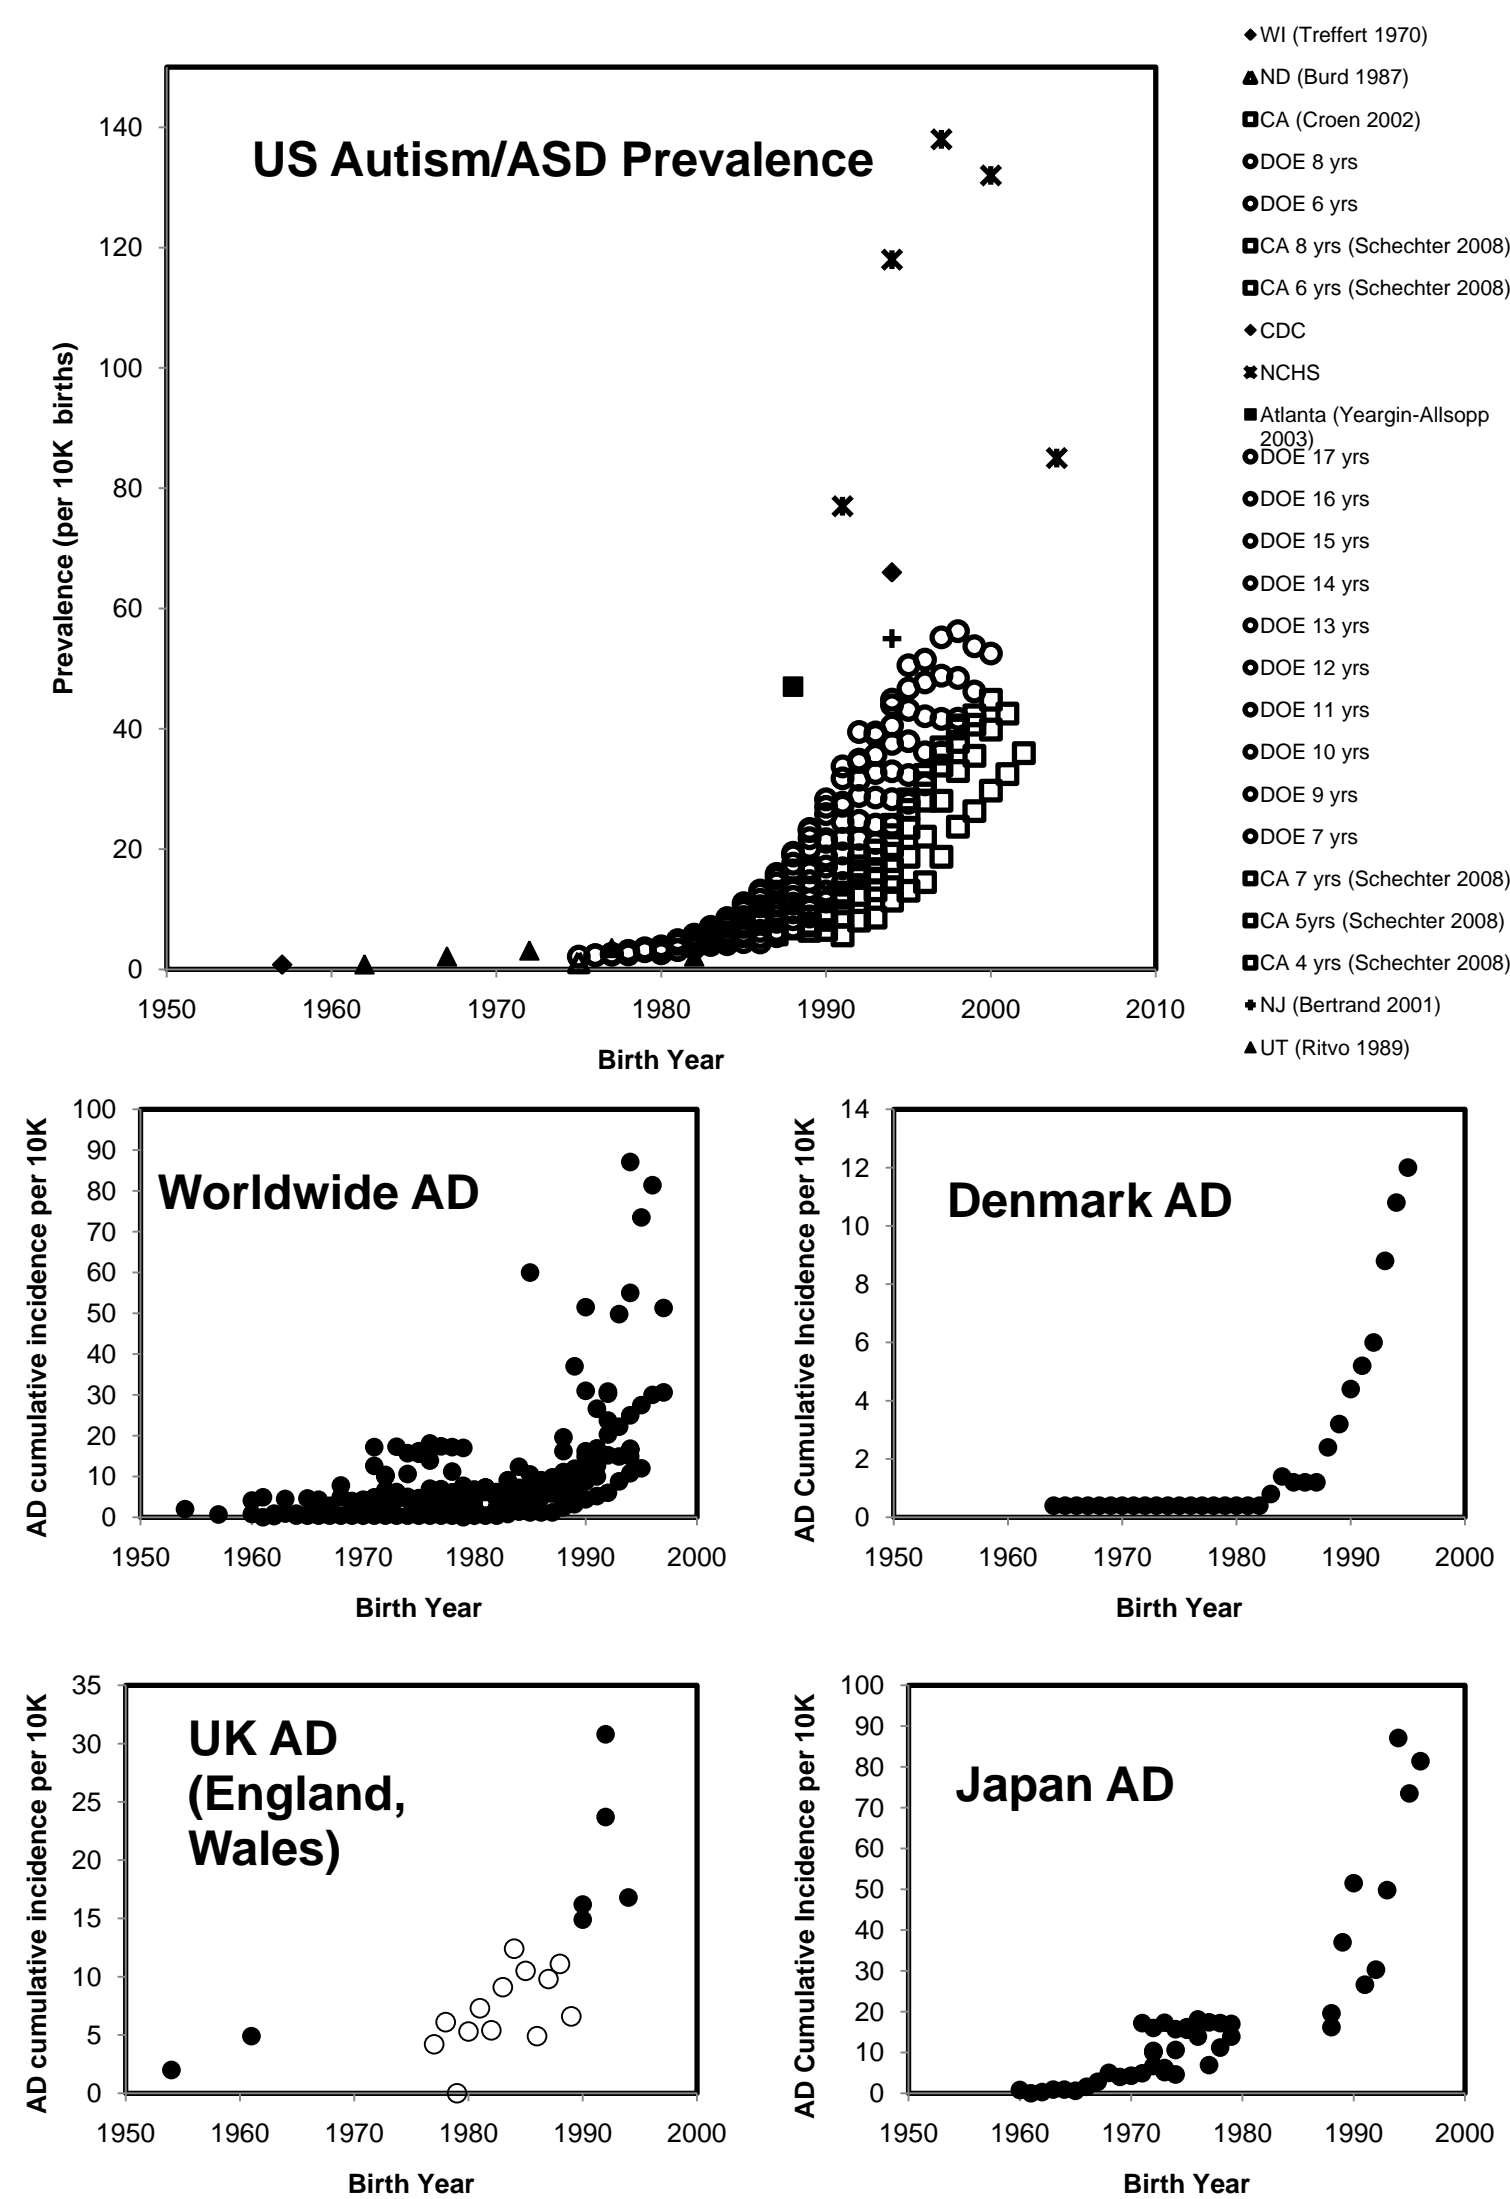 US Autism/ASD Prevalence
Prevalence (per 10K births)
140
120
100
80
60
40
20
0
1950 1960 1970 1980 1990 2000 2010
Birth Year
WI (Treffert 1970)
ND (Burd 1987)
CA (Croen 2002)
DOE 8 yrs
DOE 6 yrs
CA 8 yrs (Schechter 2008)
CA 6 yrs (Schechter 2008)
CDC
NCHS
Atlanta (Yeargin-Allsopp
2003)
DOE 17 yrs
DOE 16 yrs
DOE 15 yrs
DOE 14 yrs
DOE 13 yrs
DOE 12 yrs
DOE 11 yrs
DOE 10 yrs
DOE 9 yrs
DOE 7 yrs
CA 7 yrs (Schechter 2008)
CA 5yrs (Schechter 2008)
CA 4 yrs (Schechter 2008)
NJ (Bertrand 2001)
UT (Ritvo 1989)
Worldwide AD
AD cumulative incidence per 10K
100
90
80
70
60
50
40
30
20
10
0
1950 1960 1970 1980 1990 2000
Birth Year
Denmark AD
AD Cumulative Incidence per 10K
14
12
10
8
6
4
2
0
1950 1960 1970 1980 1990 2000
Birth Year
UK AD
(England,
Wales)
AD cumulative incidence per 10K
35
30
25
20
15
10
5
0
1950 1960 1970 1980 1990 2000
Birth Year
Japan AD
AD Cumulative Incidence per 10K
100
90
80
70
60
50
40
30
20
10
0
1950 1960 1970 1980 1990 2000
Birth Year